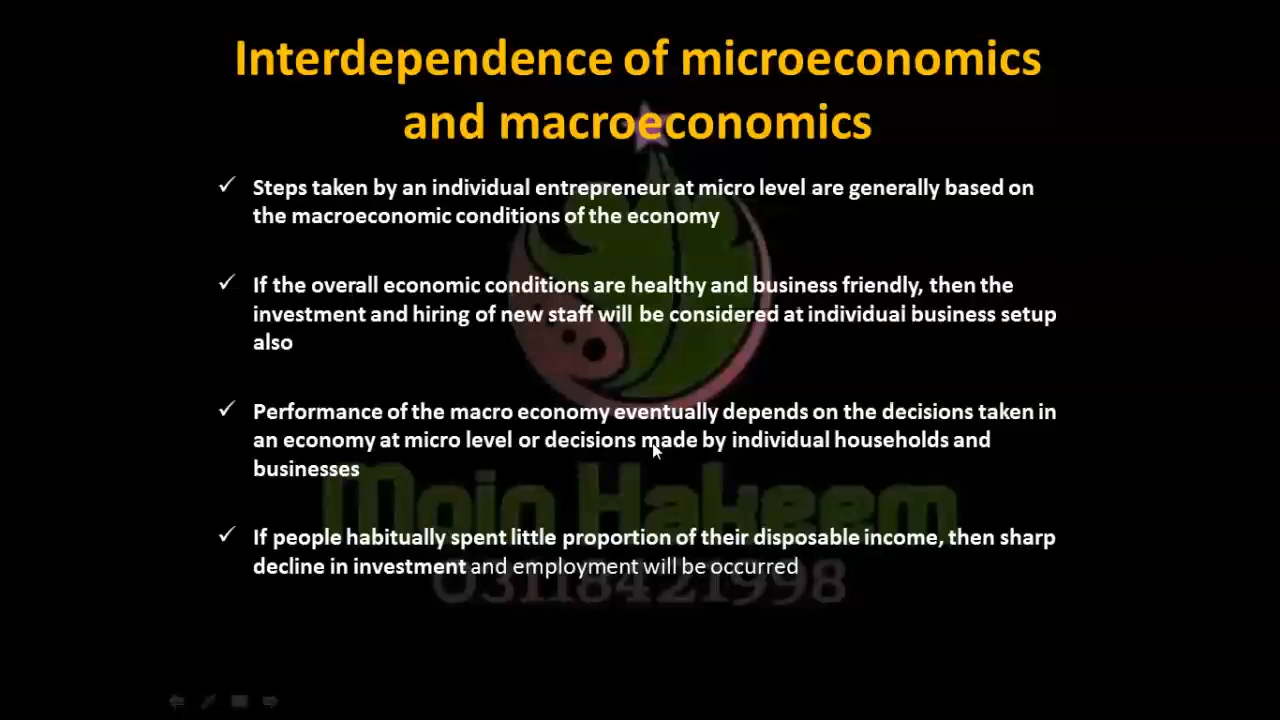 Interdependence of microeconomics
and macroeconomics
✓ Steps taken by an individual entrepreneur at micro level are generally based on
the macroeconomic conditions of the economy
✓ If the overall economic conditions are healthy and business friendly, then the
investment and hiring of new staff will be considered at individual business setup
also
✓ Performance of the macro economy eventually depends on the decisions taken in
an economy at micro level or decisions made by individual households and
businesses
✓ If people habitually spent little proportion of their disposable income, then sharp
decline in investment and employment will be occurred
Moin Hakeem
03118421998